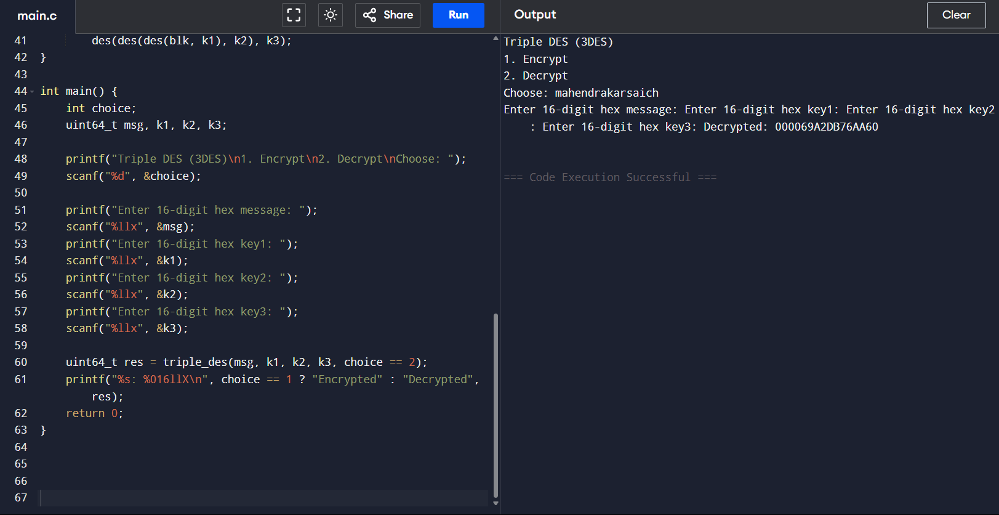 main.c
Share
Run
Output
Clear
41 des(des(des(blk, k1), k2), k3);
42 }
43
44 int main() {
45 int choice;
46 uint64_t msg, k1, k2, k3;
47
48 printf("Triple DES (3DES)\n1. Encrypt\n2. Decrypt\nChoose: ");
49 scanf("%d", &choice);
50
51 printf("Enter 16-digit hex message: ");
52 scanf("%llx", &msg);
53 printf("Enter 16-digit hex key1: ");
54 scanf("%llx", &k1);
55 printf("Enter 16-digit hex key2: ");
56 scanf("%llx", &k2);
57 printf("Enter 16-digit hex key3: ");
58 scanf("%llx", &k3);
59
60 uint64_t res = triple_des(msg, k1, k2, k3, choice == 2);
61 printf("%s: %016llX\n", choice == 1 ? "Encrypted" : "Decrypted",
res);
62 return 0;
63 }
64
65
66
67
Triple DES (3DES)
1. Encrypt
2. Decrypt
Choose: mahendrakarsaich
Enter 16-digit hex message: Enter 16-digit hex key1: Enter 16-digit hex key2
: Enter 16-digit hex key3: Decrypted: 000069A2DB76AA60
=== Code Execution Successful ===